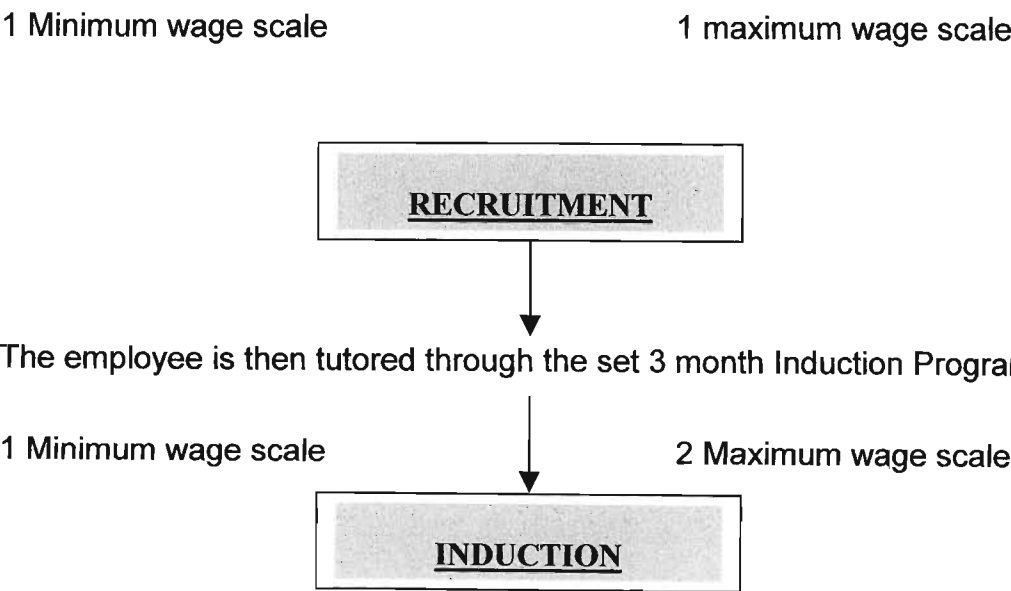 1 Minimum wage scale 1 maximum wage scale
RECRUITMENT
The employee is then tutored through the set 3 month Induction
1 Minimum wage scale 2 Maximum wage scale
INDUCTION